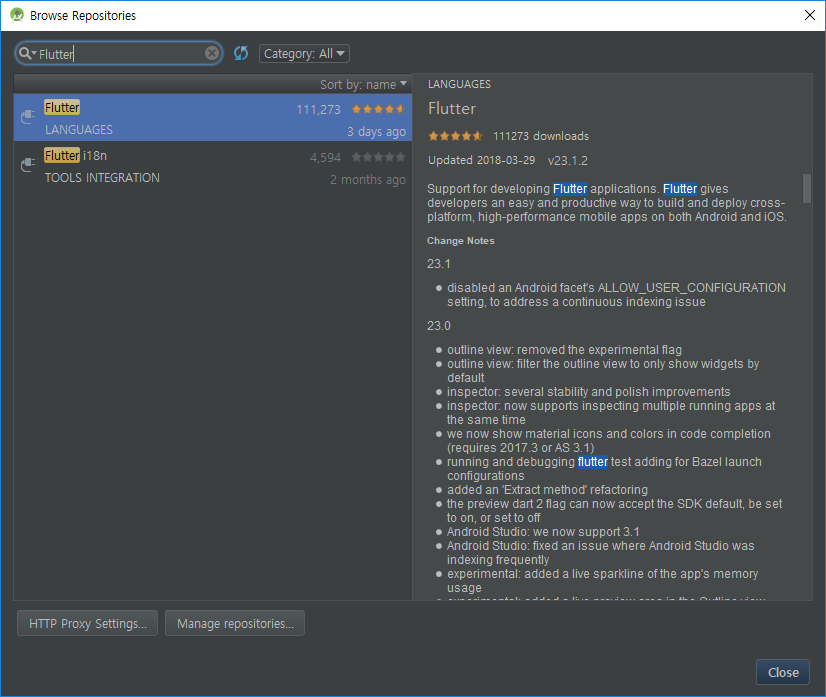 Browse Repositories
Flutter
Category: All
Sort by: name
Flutter
111,273
LANGUAGES
3 days ago
Flutter i18n
4,594
TOOLS INTEGRATION
2 months ago
LANGUAGES
Flutter
111273 downloads
Updated 2018-03-29 v23.1.2
Support for developing Flutter applications. Flutter gives
developers an easy and productive way to build and deploy cross-
platform, high-performance mobile apps on both Android and iOS.
Change Notes
23.1
disabled an Android facet's ALLOW_USER_CONFIGURATION
setting, to address a continuous indexing issue
23.0
outline view: removed the experimental flag
outline view: filter the outline view to only show widgets by
default
inspector: several stability and polish improvements
inspector: now supports inspecting multiple running apps at
the same time
we now show material icons and colors in code completion
(requires 2017.3 or AS 3.1)
running and debugging flutter test adding for Bazel launch
configurations
added an 'Extract method' refactoring
the preview dart 2 flag can now accept the SDK default, be set
to on, or set to off
Android Studio: we now support 3.1
Android Studio: fixed an issue where Android Studio was
indexing frequently
experimental: added a live sparkline of the app's memory
usage
experimental: added a live preview area in the Outline view
HTTP Proxy Settings...
Manage repositories...
Close